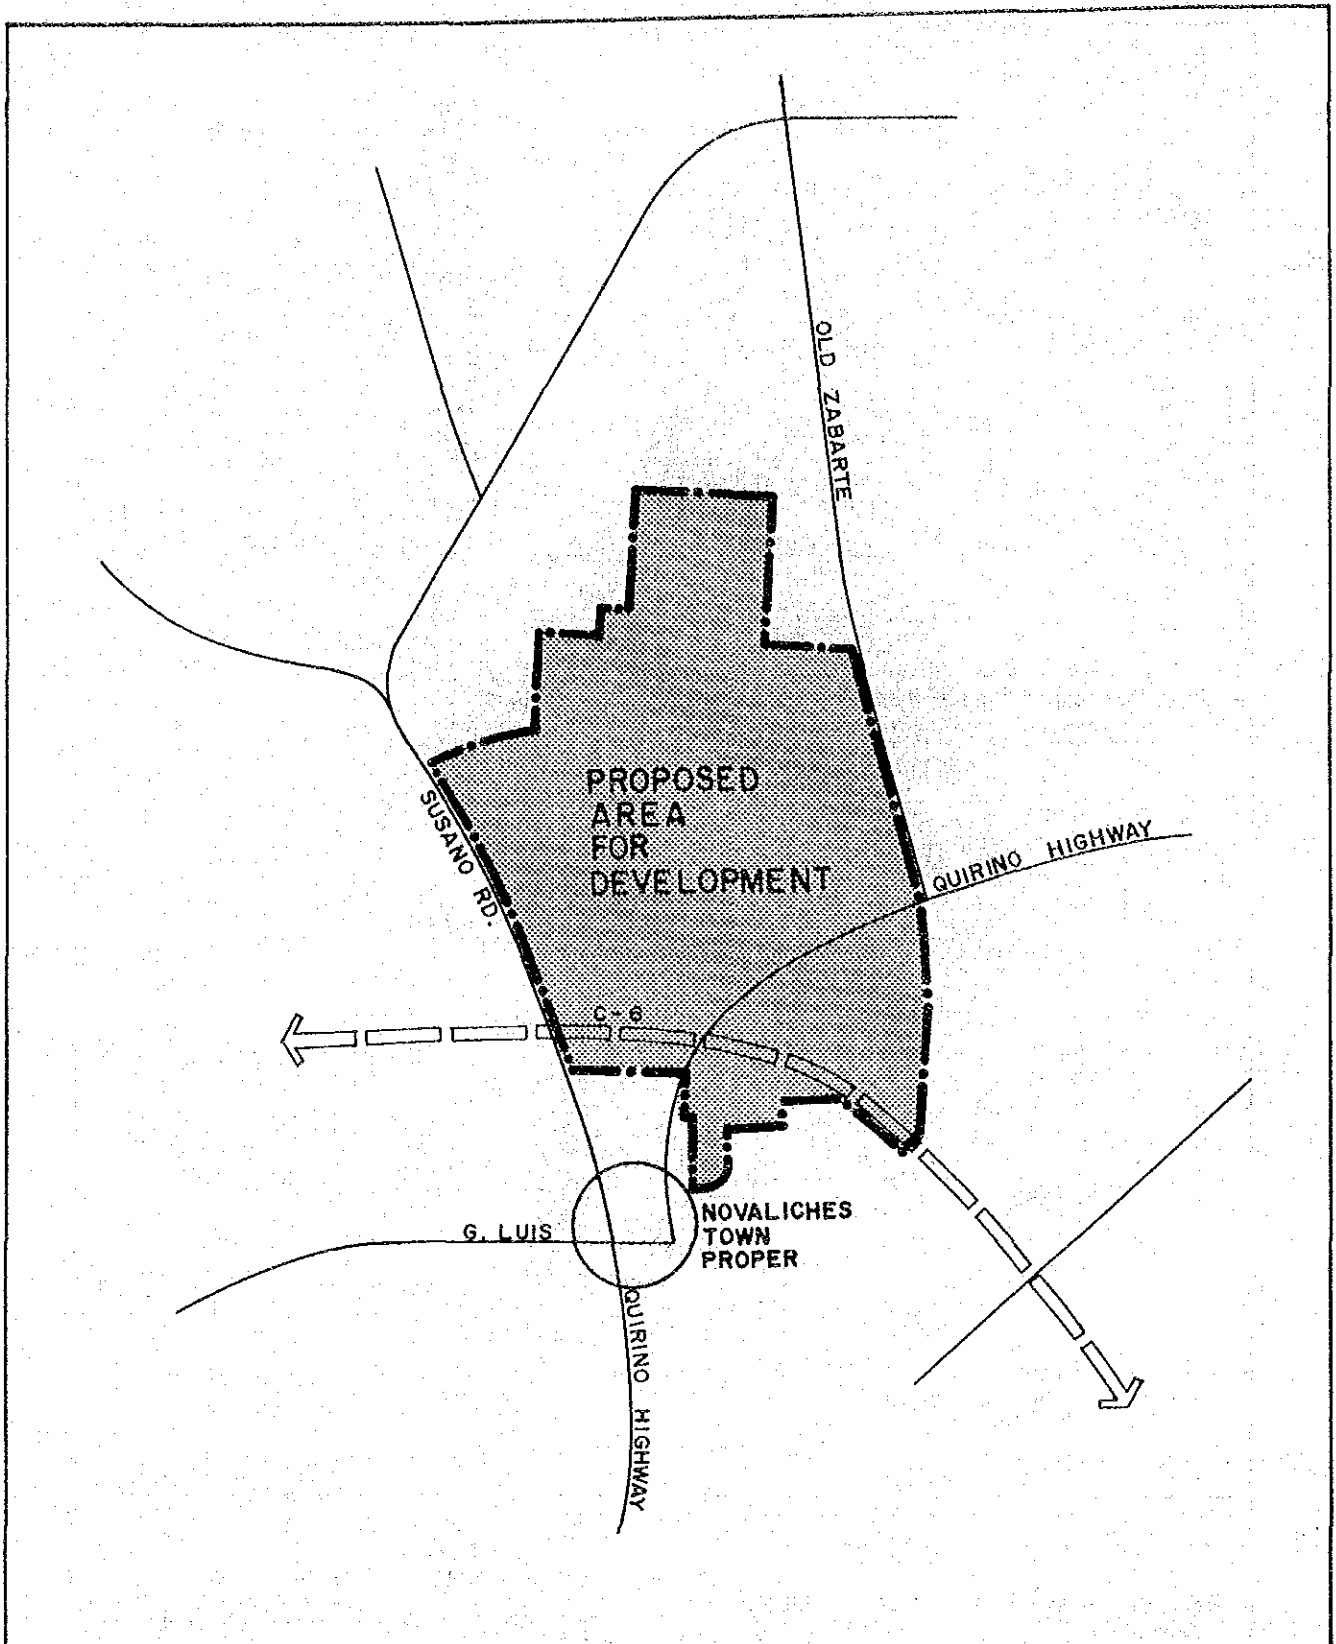 OLD ZABARTE
PROPOSED
AREA
FOR
DEVELOPMENT
SUSANO RD.
QUIRINO HIGHWAY
C-6
NOVALICHES
TOWN
PROPER
G. LUIS
QUIRINO HIGHWAY